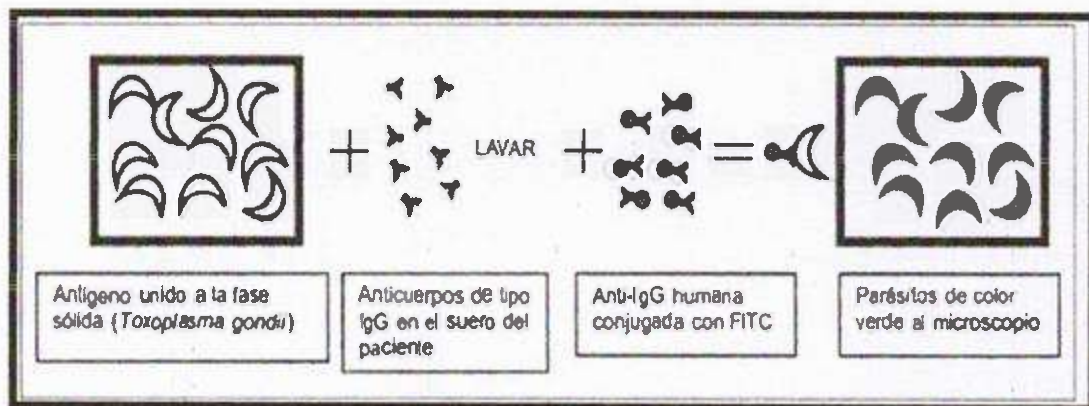 LAVAR
Antígeno unido a la fase
sólida (Toxoplasma gondii)
Anticuerpos de tipo
IgG en el suero del
paciente
Anti-IgG humana
conjugada con FITC
Parásitos de color
verde al microscopio